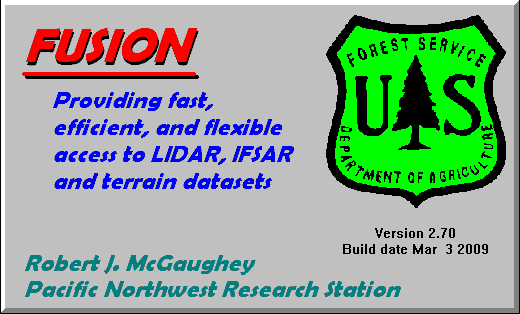 FUSION
Providing fast,
efficient, and flexible
access to LIDAR, IFSAR
and terrain datasets
FOREST SERVICE
U S
DEPARTMENT OF AGRICULTURE
Version 2.70
Build date Mar  3 2009
Robert J. McGaughey
Pacific Northwest Research Station